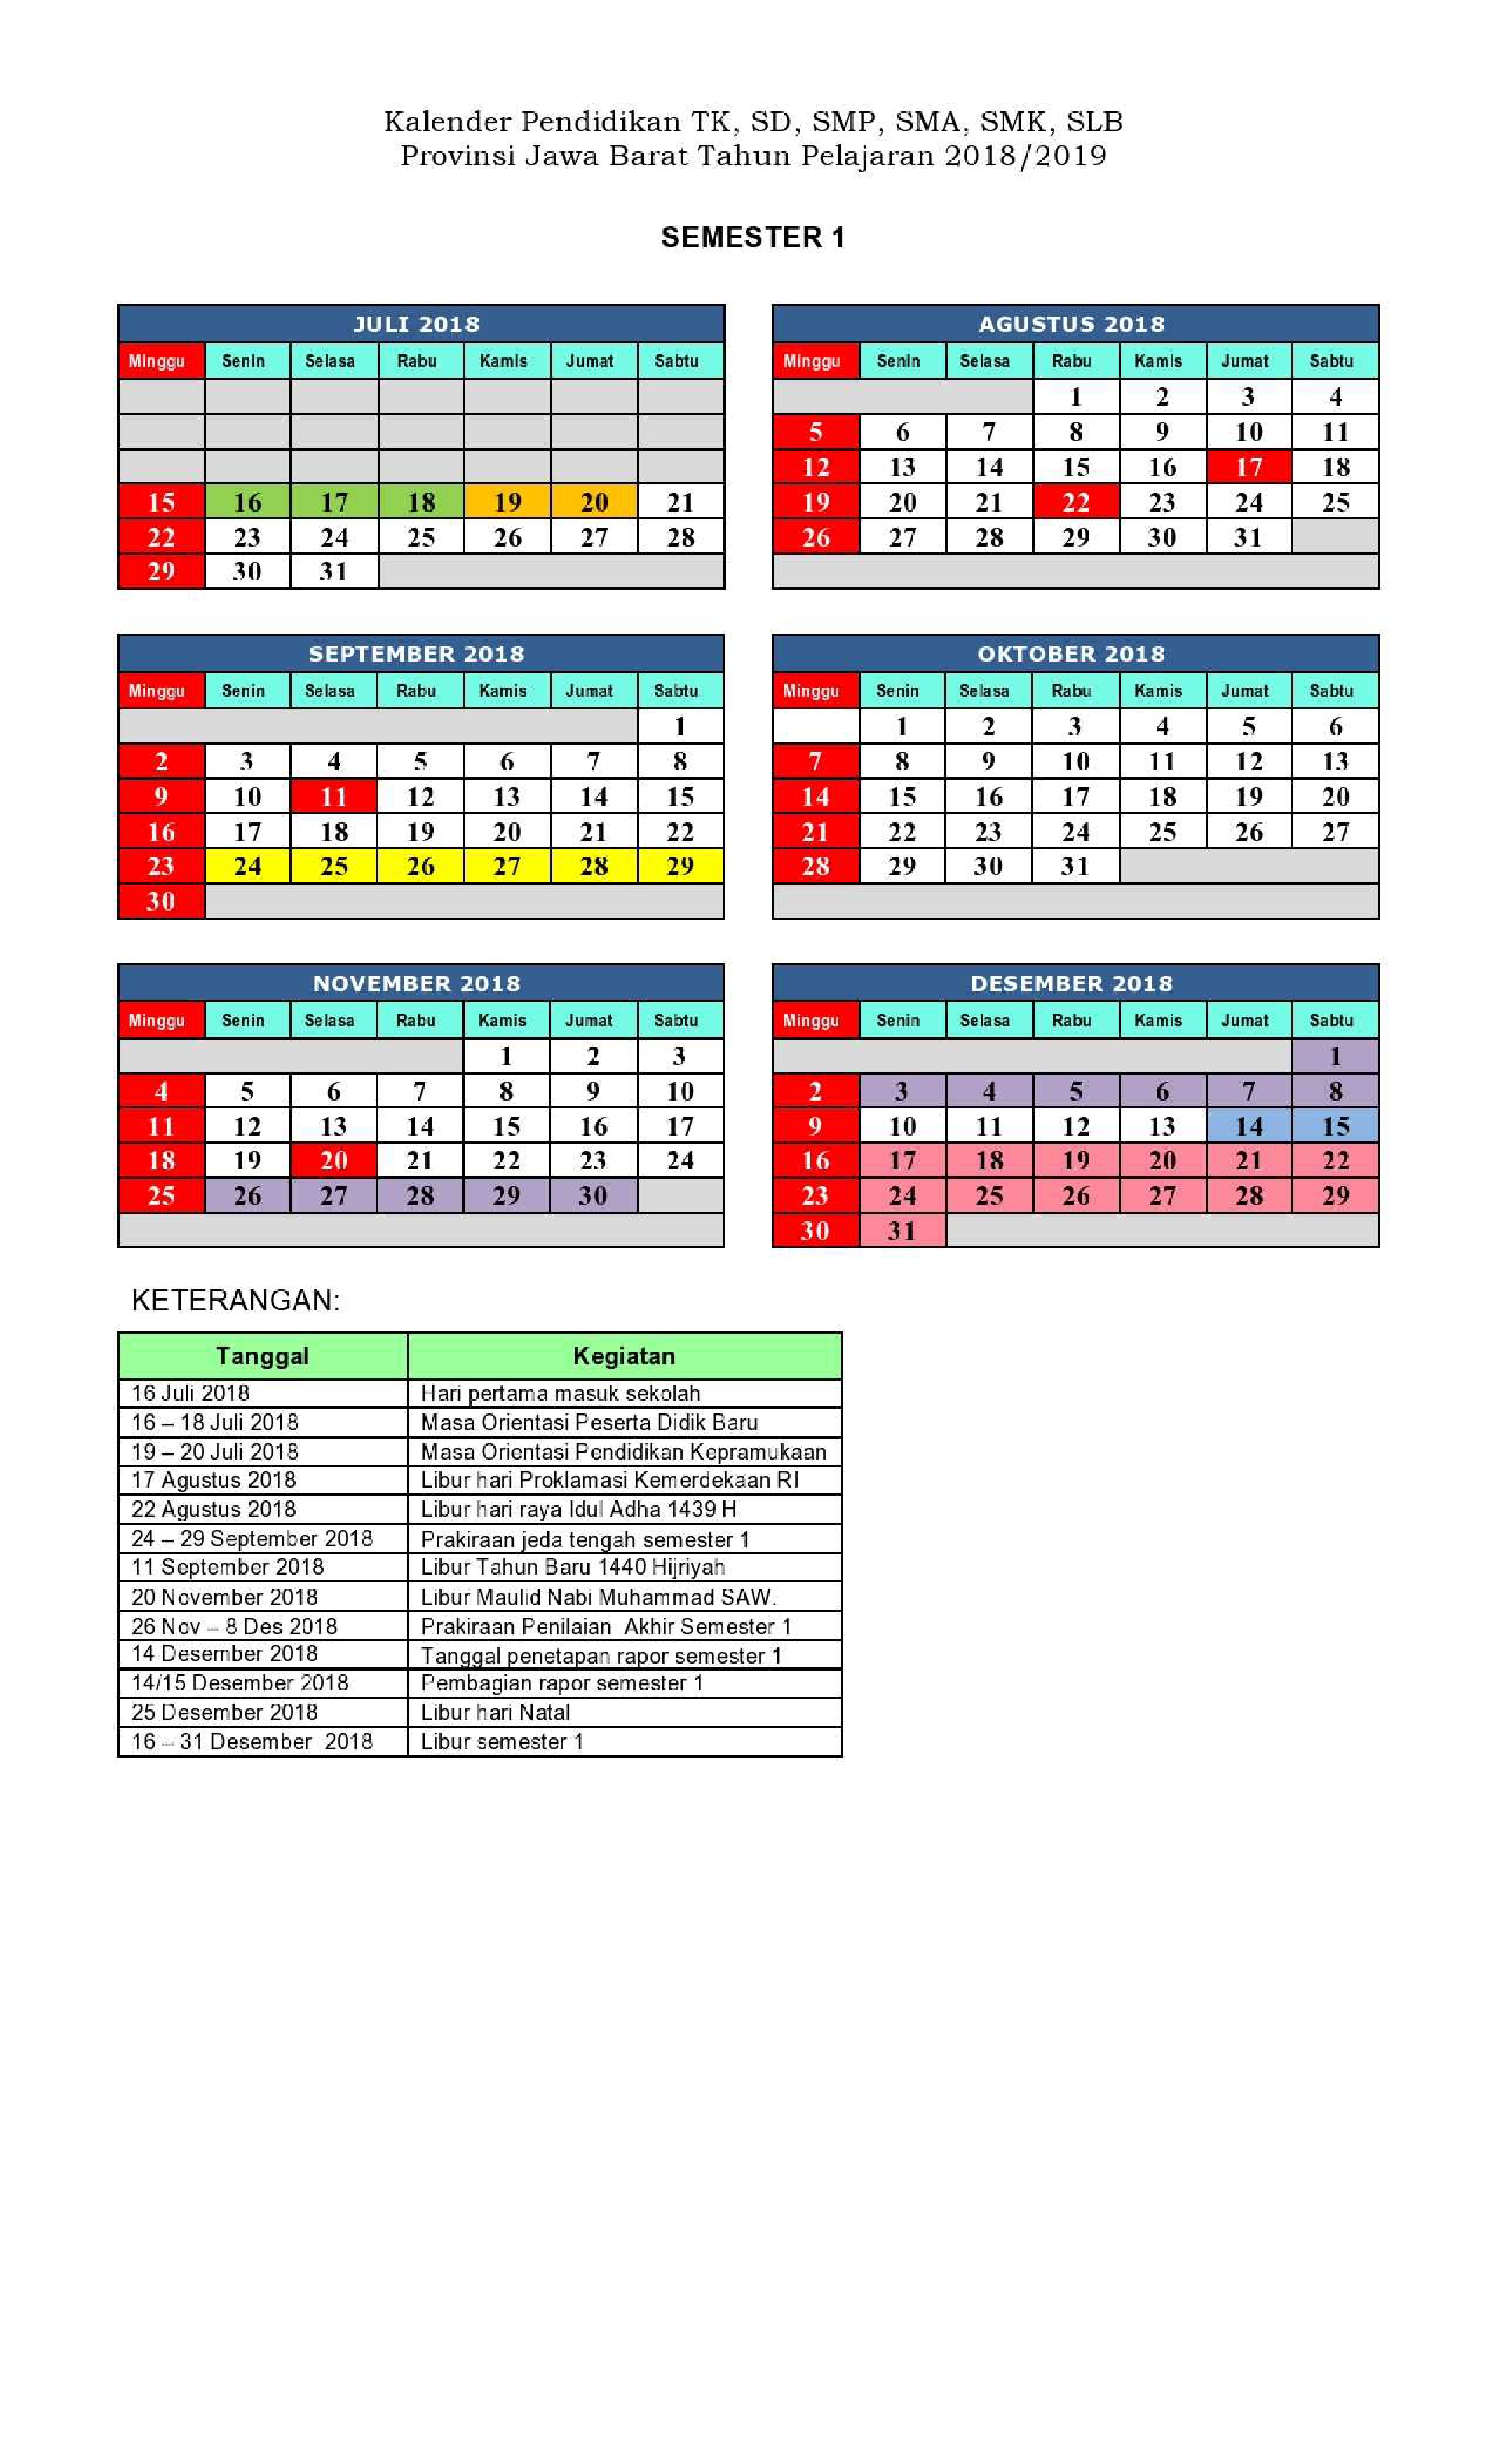 Kalender Pendidikan TK, SD, SMP, SMA, SMK, SLB
Provinsi Jawa Barat Tahun Pelajaran 2018/2019
SEMESTER 1
JULI 2018
Minggu Senin Selasa Rabu Kamis Jumat Sabtu
15 16 17 18 19 20 21
22 23 24 25 26 27 28
29 30 31
AGUSTUS 2018
Minggu Senin Selasa Rabu Kamis Jumat Sabtu
1 2 3 4
5 6 7 8 9 10 11
12 13 14 15 16 17 18
19 20 21 22 23 24 25
26 27 28 29 30 31
SEPTEMBER 2018
Minggu Senin Selasa Rabu Kamis Jumat Sabtu
1
2 3 4 5 6 7 8
9 10 11 12 13 14 15
16 17 18 19 20 21 22
23 24 25 26 27 28 29
30
OKTOBER 2018
Minggu Senin Selasa Rabu Kamis Jumat Sabtu
1 2 3 4 5 6
7 8 9 10 11 12 13
14 15 16 17 18 19 20
21 22 23 24 25 26 27
28 29 30 31
NOVEMBER 2018
Minggu Senin Selasa Rabu Kamis Jumat Sabtu
1 2 3
4 5 6 7 8 9 10
11 12 13 14 15 16 17
18 19 20 21 22 23 24
25 26 27 28 29 30
DESEMBER 2018
Minggu Senin Selasa Rabu Kamis Jumat Sabtu
1
2 3 4 5 6 7 8
9 10 11 12 13 14 15
16 17 18 19 20 21 22
23 24 25 26 27 28 29
30 31
KETERANGAN:
Tanggal Kegiatan
16 Juli 2018 Hari pertama masuk sekolah
16 – 18 Juli 2018 Masa Orientasi Peserta Didik Baru
19 – 20 Juli 2018 Masa Orientasi Pendidikan Kepramukaan
17 Agustus 2018 Libur hari Proklamasi Kemerdekaan RI
22 Agustus 2018 Libur hari raya Idul Adha 1439 H
24 – 29 September 2018 Prakiraan jeda tengah semester 1
11 September 2018 Libur Tahun Baru 1440 Hijriyah
20 November 2018 Libur Maulid Nabi Muhammad SAW.
26 Nov – 8 Des 2018 Prakiraan Penilaian Akhir Semester 1
14 Desember 2018 Tanggal penetapan rapor semester 1
14/15 Desember 2018 Pembagian rapor semester 1
25 Desember 2018 Libur hari Natal
16 – 31 Desember 2018 Libur semester 1